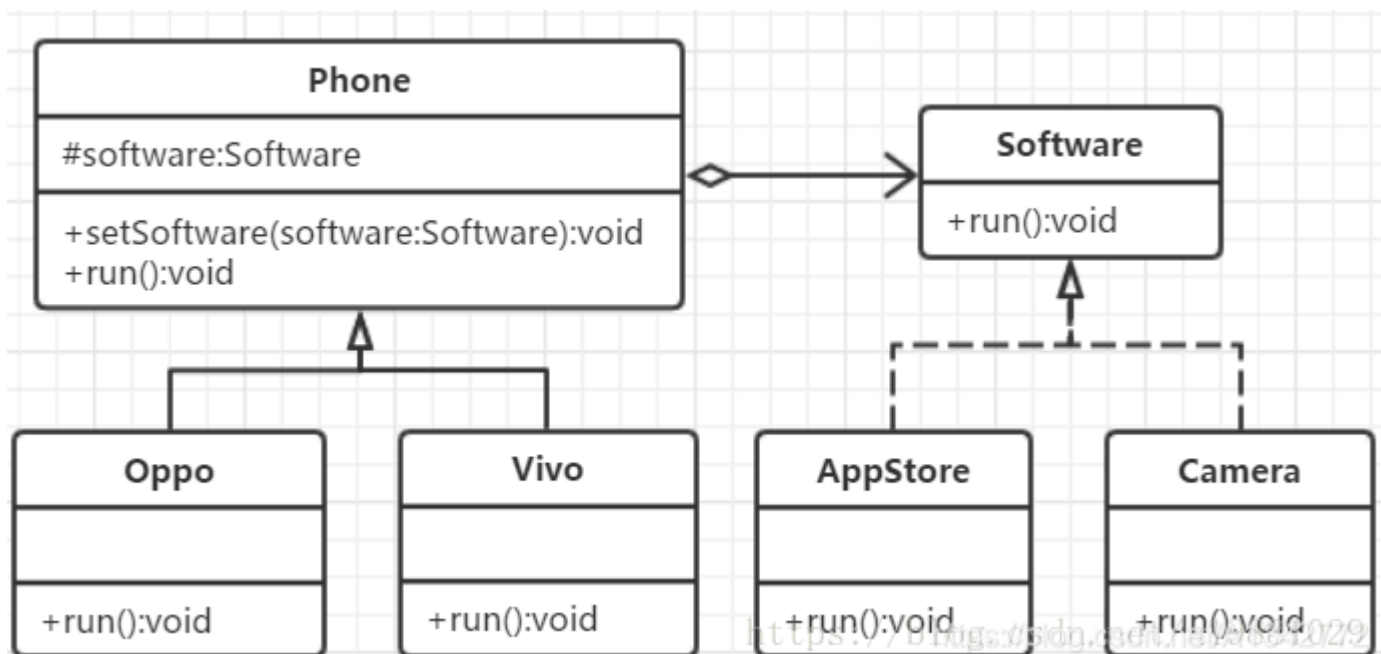 Phone
#software:Software
+setSoftware(software:Software):void
+run():void
Software
+run():void
Oppo
+run():void
Vivo
+run():void
AppStore
+run():void
Camera
+run():void